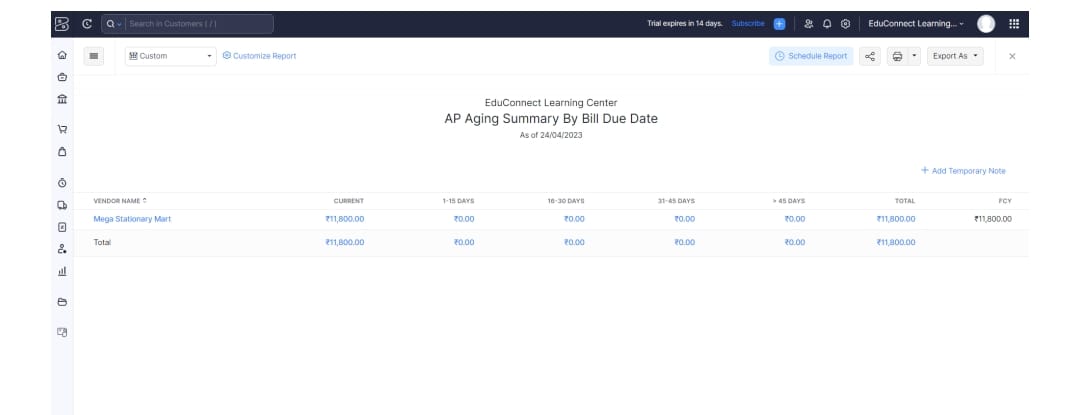 Search in Customers ( / )
Trial expires in 14 days. Subscribe
EduConnect Learning...
Custom
Customize Report
Schedule Report
Export As
EduConnect Learning Center
AP Aging Summary By Bill Due Date
As of 24/04/2023
+ Add Temporary Note
VENDOR NAME CURRENT 1-15 DAYS 16-30 DAYS 31-45 DAYS > 45 DAYS TOTAL FCY
Mega Stationary Mart ₹11,800.00 ₹0.00 ₹0.00 ₹0.00 ₹0.00 ₹11,800.00 ₹11,800.00
Total ₹11,800.00 ₹0.00 ₹0.00 ₹0.00 ₹0.00 ₹11,800.00